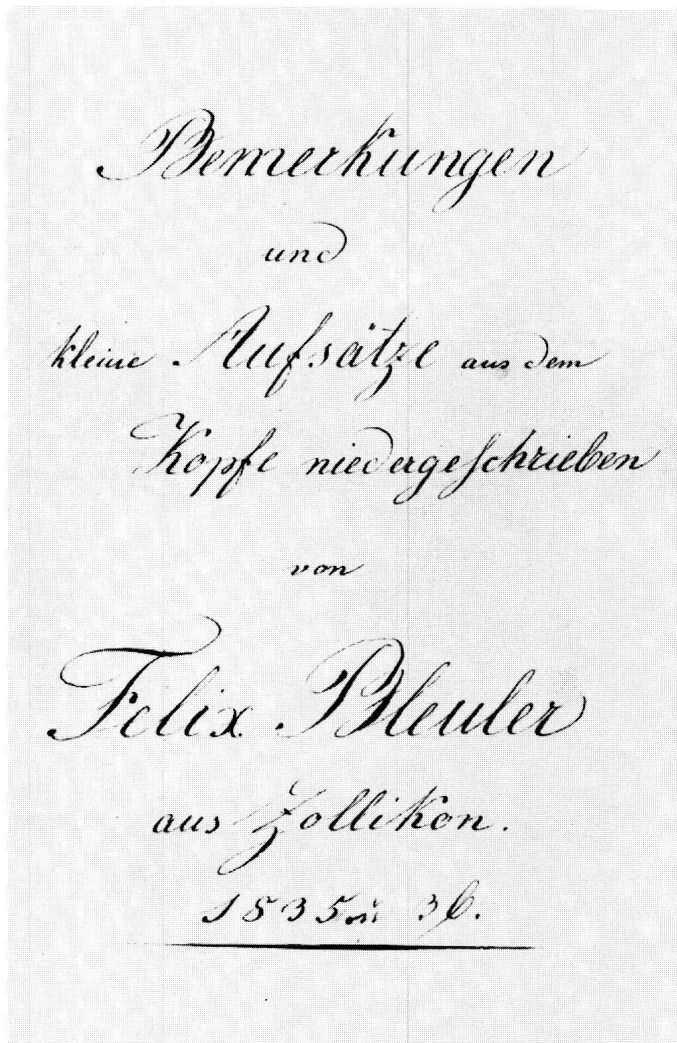 Bemerkungen
und
kleine Aufsätze aus dem
Kopfe niedergeschrieben
von
Felix Bleuler
aus Zollikon.
1835 u 36.